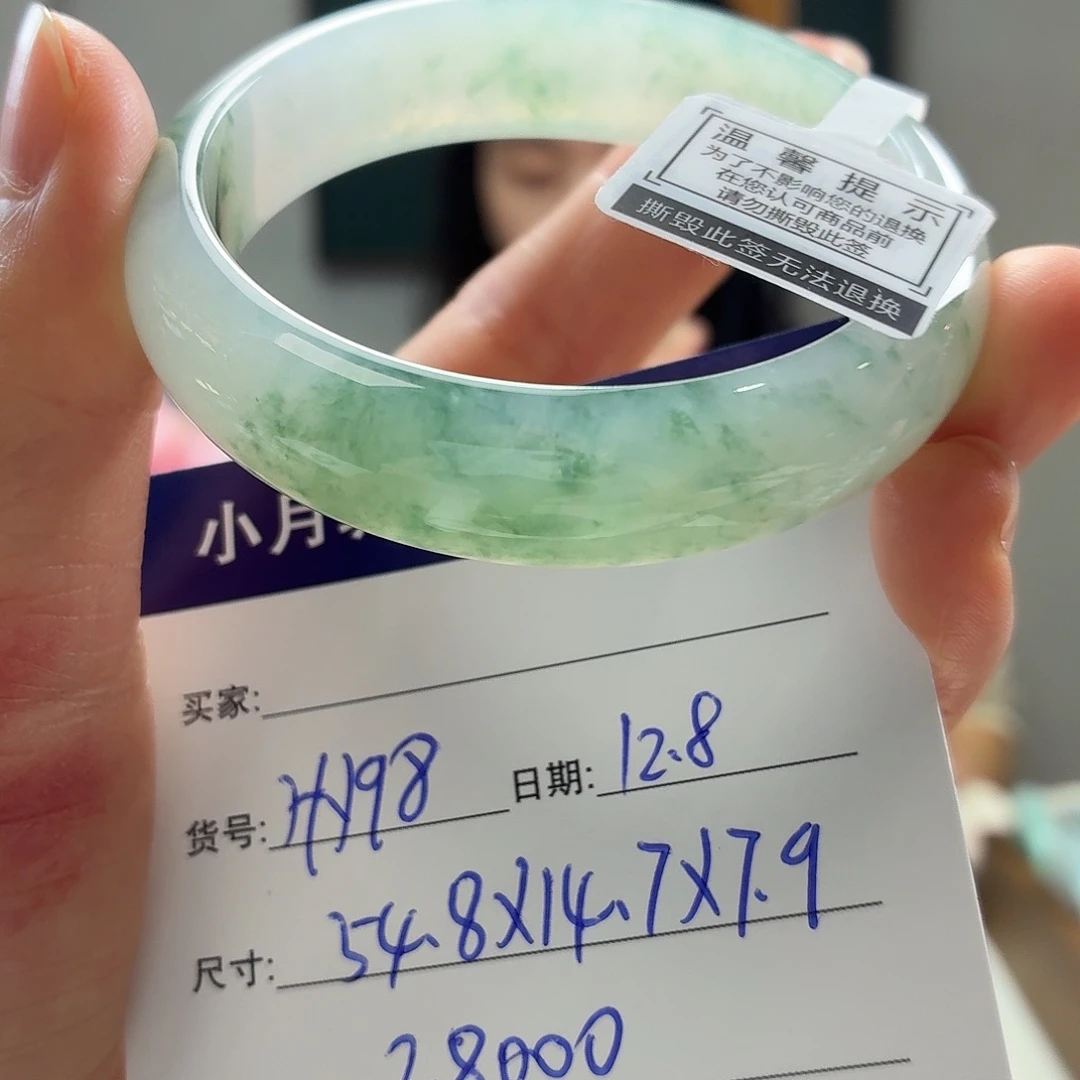 温馨提示
为了不影响您的退换
在您认可商品前
请勿撕毁此签
撕毁此签无法退换
小月
买家:
货号: HX198 日期: 12.8
尺寸: 54.8X14.7X7.9
28000